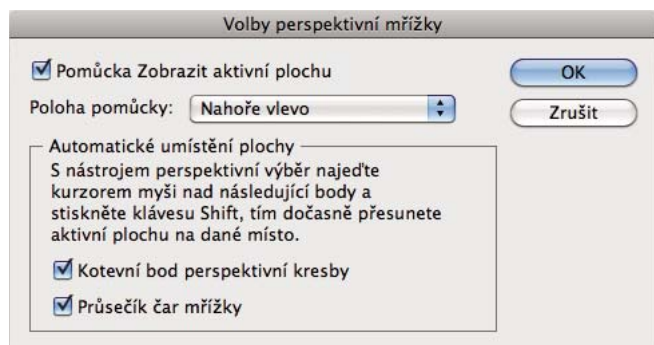 Volby perspektivní mřížky
Pomůcka Zobrazit aktivní plochu
OK
Poloha pomůcky: Nahoře vlevo
Zrušit
Automatické umístění plochy
S nástrojem perspektivní výběr najeďte
kurzorem myši nad následující body a
stiskněte klávesu Shift, tím dočasně přesunete
aktivní plochu na dané místo.
Kotevní bod perspektivní kresby
Průsečík čar mřížky